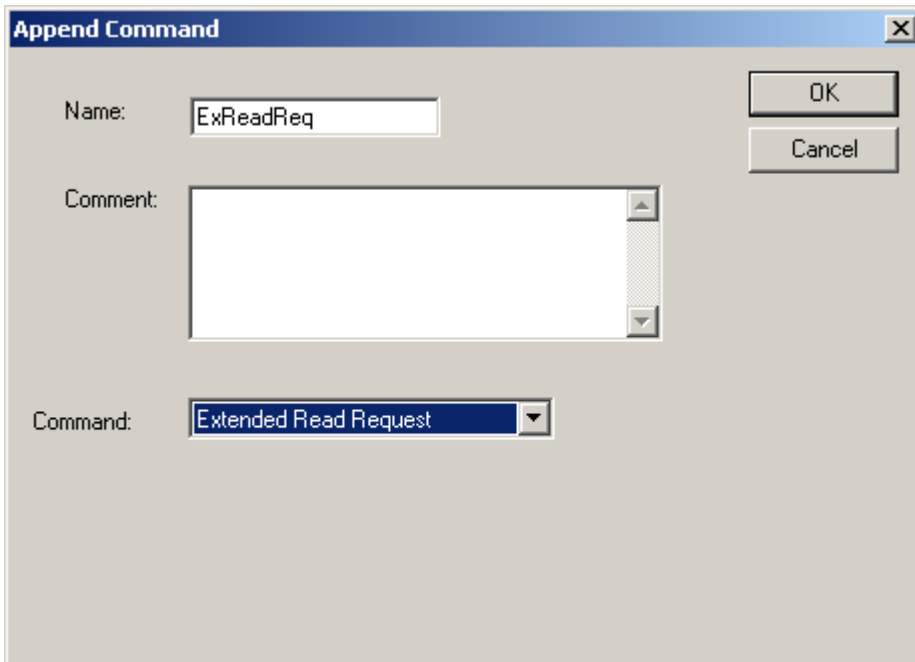 Append Command
Name: ExReadReq
OK
Cancel
Comment:
Command: Extended Read Request